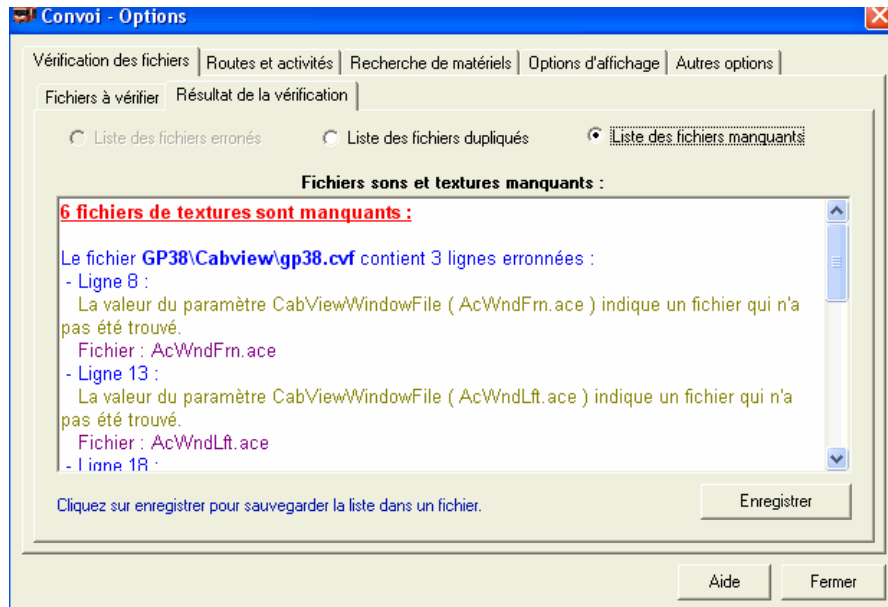 Convoi - Options
Vérification des fichiers Routes et activités Recherche de matériels Options d'affichage Autres options
Fichiers à vérifier Résultat de la vérification
Liste des fichiers erronés Liste des fichiers dupliqués Liste des fichiers manquants
Fichiers sons et textures manquants :
6 fichiers de textures sont manquants :
Le fichier GP38\Cabview\gp38.cvf contient 3 lignes erronnées :
- Ligne 8 :
La valeur du paramètre CabViewWindowFile ( AcWndFrn.ace ) indique un fichier qui n'a
pas été trouvé.
Fichier : AcWndFrn.ace
- Ligne 13 :
La valeur du paramètre CabViewWindowFile ( AcWndLft.ace ) indique un fichier qui n'a
pas été trouvé.
Fichier : AcWndLft.ace
- Ligne 18 :
Cliquez sur enregistrer pour sauvegarder la liste dans un fichier.
Enregistrer
Aide Fermer